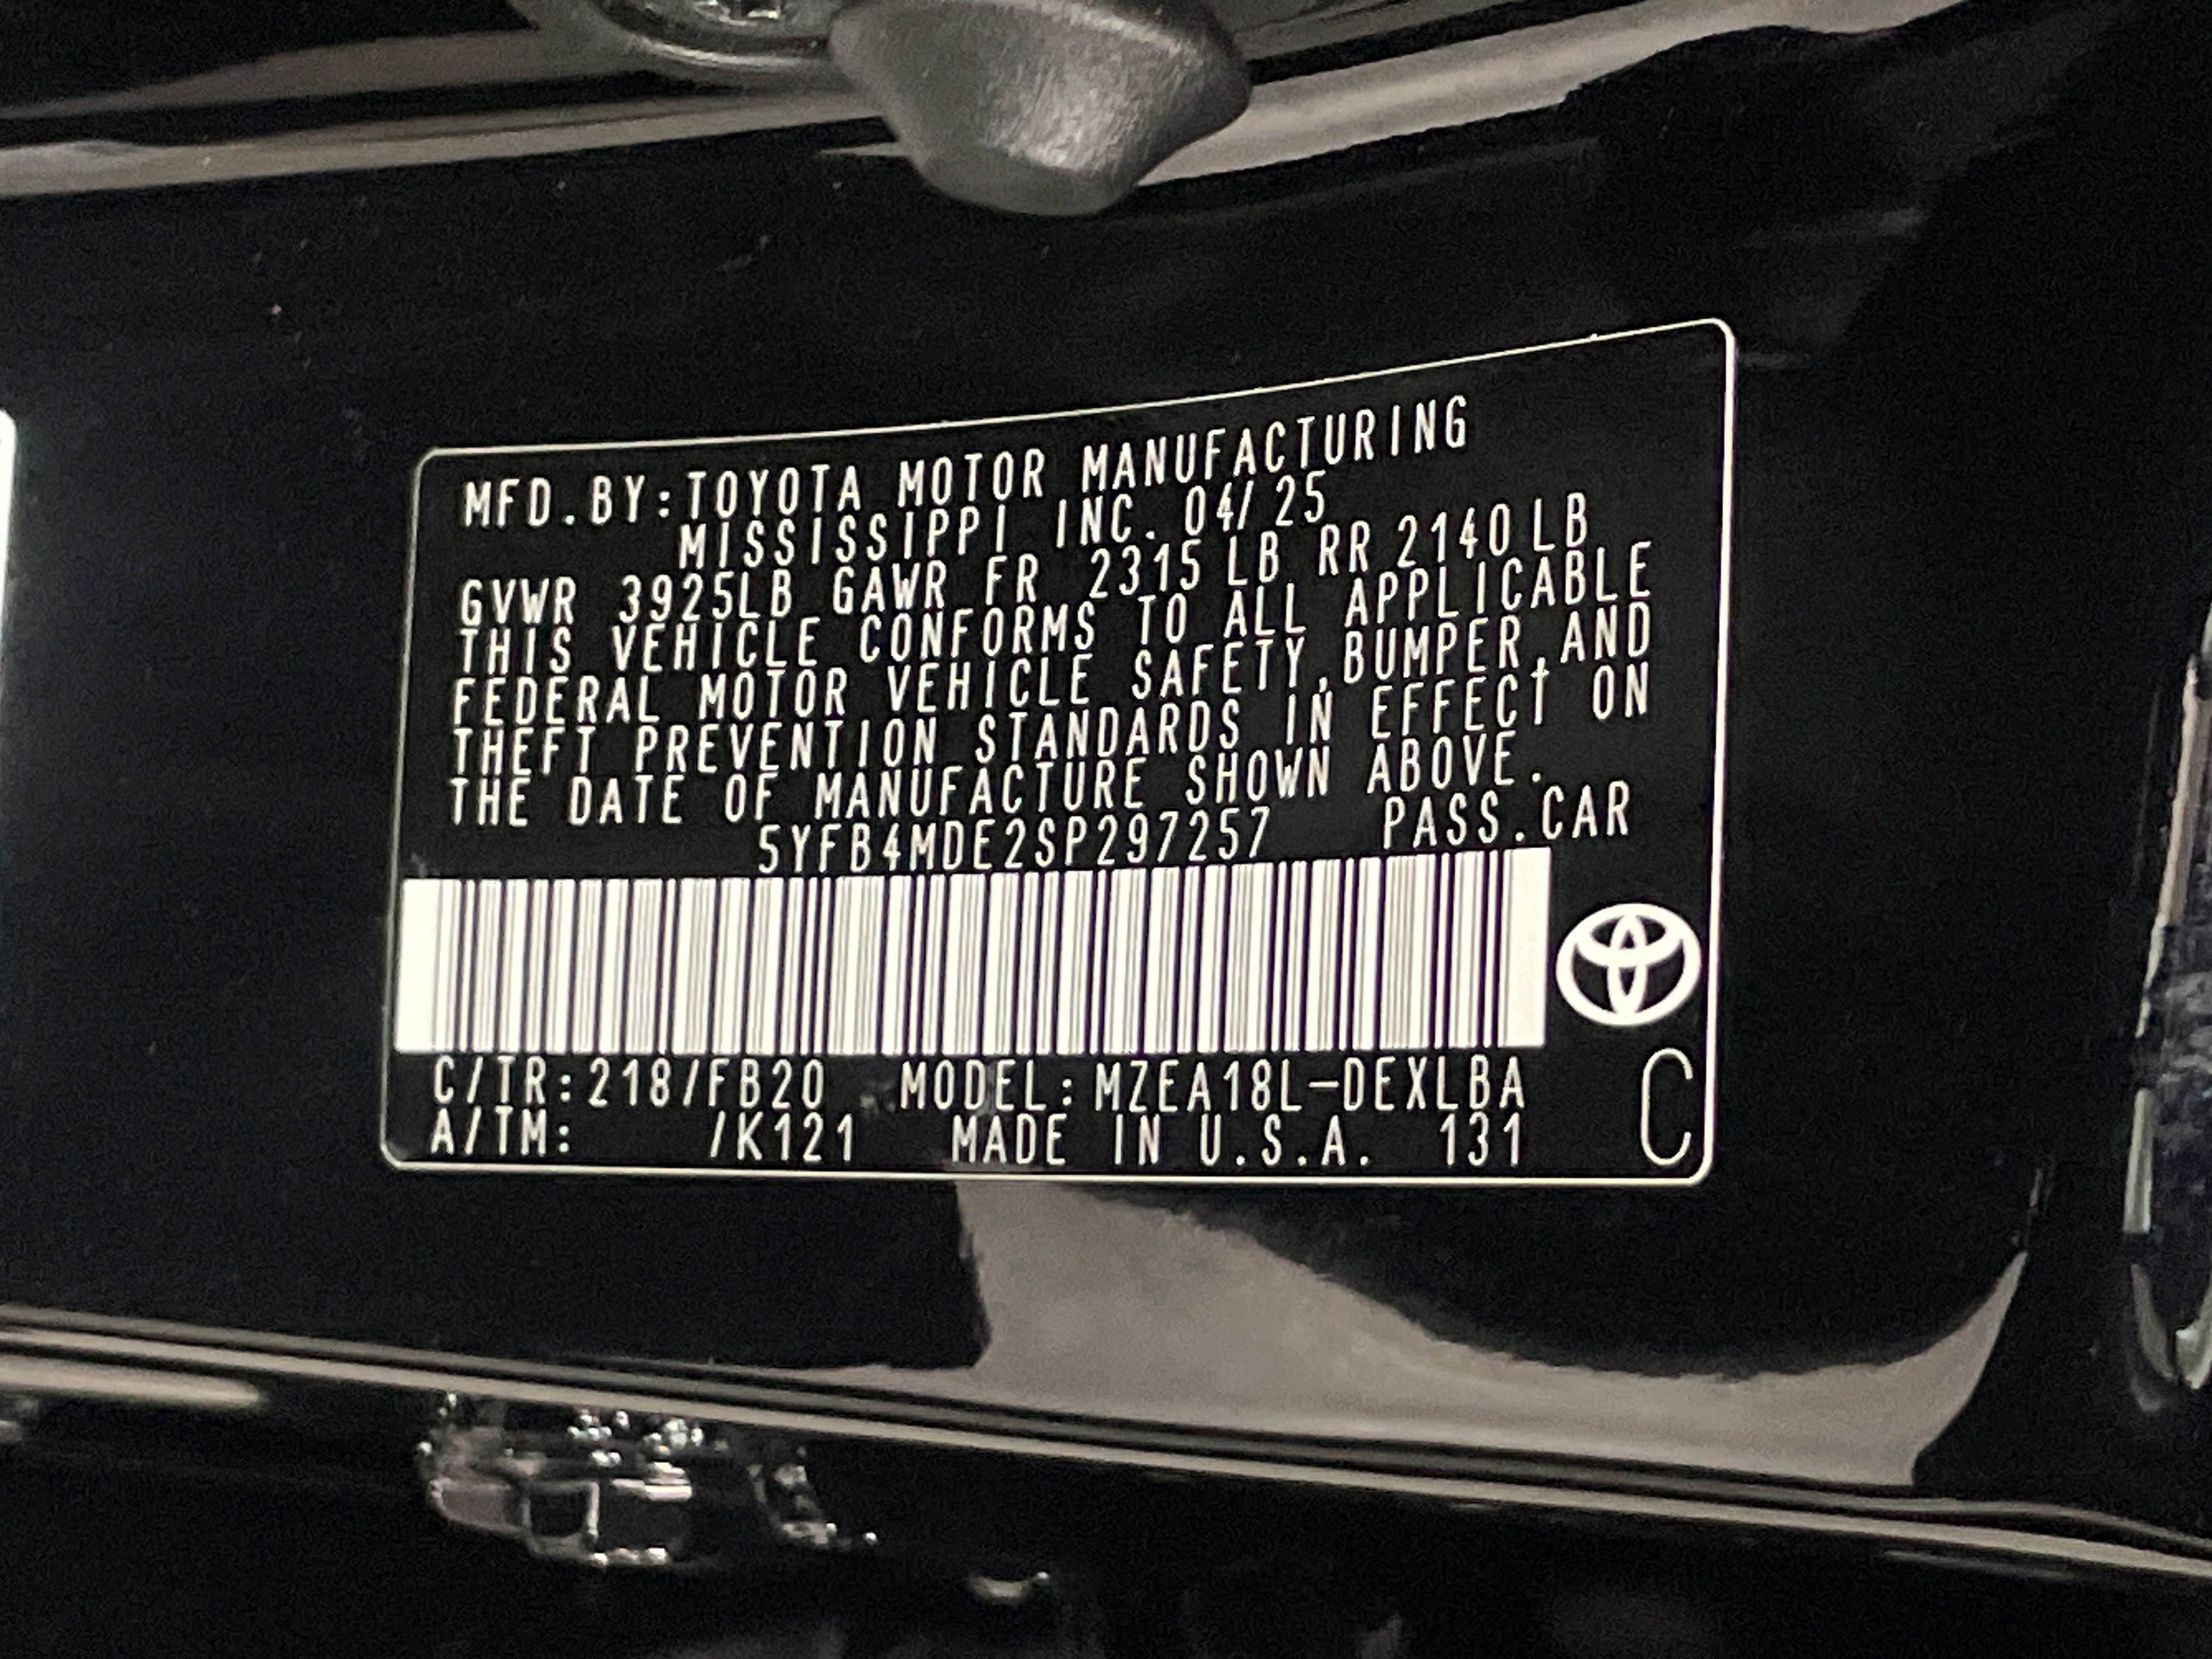 MFD.BY:TOYOTA MOTOR MANUFACTURING
MISSISSIPPI INC. 04/25
GVWR 3925LB GAWR FR 2315 LB RR 2140 LB
THIS VEHICLE CONFORMS TO ALL APPLICABLE
FEDERAL MOTOR VEHICLE SAFETY,BUMPER,AND
THEFT PREVENTION STANDARDS IN EFFECT ON
THE DATE OF MANUFACTURE SHOWN ABOVE.
5YFB4MDE2SP297257 PASS.CAR
C/TR:218/FB20 MODEL:MZEA18L-DEXLBA
A/TM: /K121 MADE IN U.S.A. 131 C